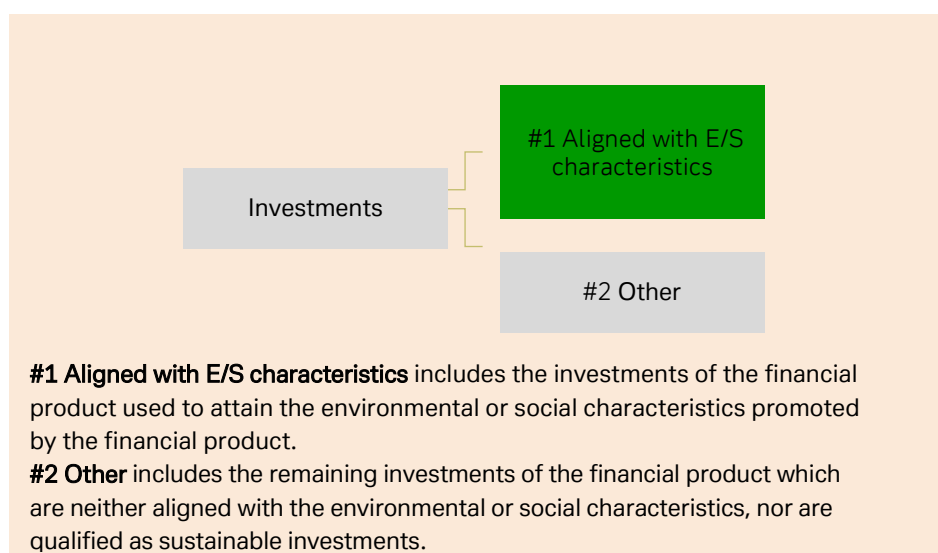 #1 Aligned with E/S
characteristics
Investments
#2 Other
#1 Aligned with E/S characteristics includes the investments of the financial
product used to attain the environmental or social characteristics promoted
by the financial product.
#2 Other includes the remaining investments of the financial product which
are neither aligned with the environmental or social characteristics, nor are
qualified as sustainable investments.